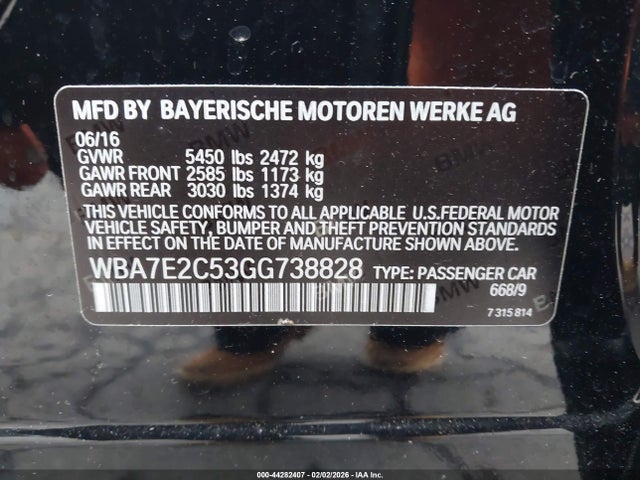 MFD BY BAYERISCHE MOTOREN WERKE AG
06/16
GVWR 5450 lbs 2472 kg
GAWR FRONT 2585 lbs 1173 kg
GAWR REAR 3030 lbs 1374 kg
THIS VEHICLE CONFORMS TO ALL APPLICABLE U.S.FEDERAL MOTOR
VEHICLE SAFETY, BUMPER AND THEFT PREVENTION STANDARDS
IN EFFECT ON THE DATE OF MANUFACTURE SHOWN ABOVE.
WBA7E2C53GG738828 TYPE: PASSENGER CAR
668/9
7 315 814
000-44282407 - 02/02/2026 - IAA Inc.